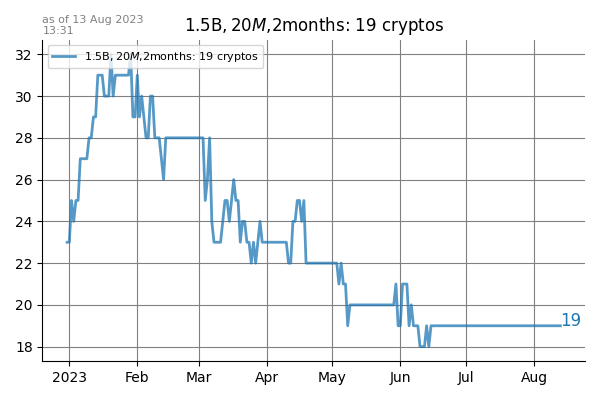 as of 13 Aug 2023
13:31
1.5B, 20M,2months: 19 cryptos
1.5B, 20M,2months: 19 cryptos
32
30
28
26
24
22
20
18
19
2023 Feb Mar Apr May Jun Jul Aug